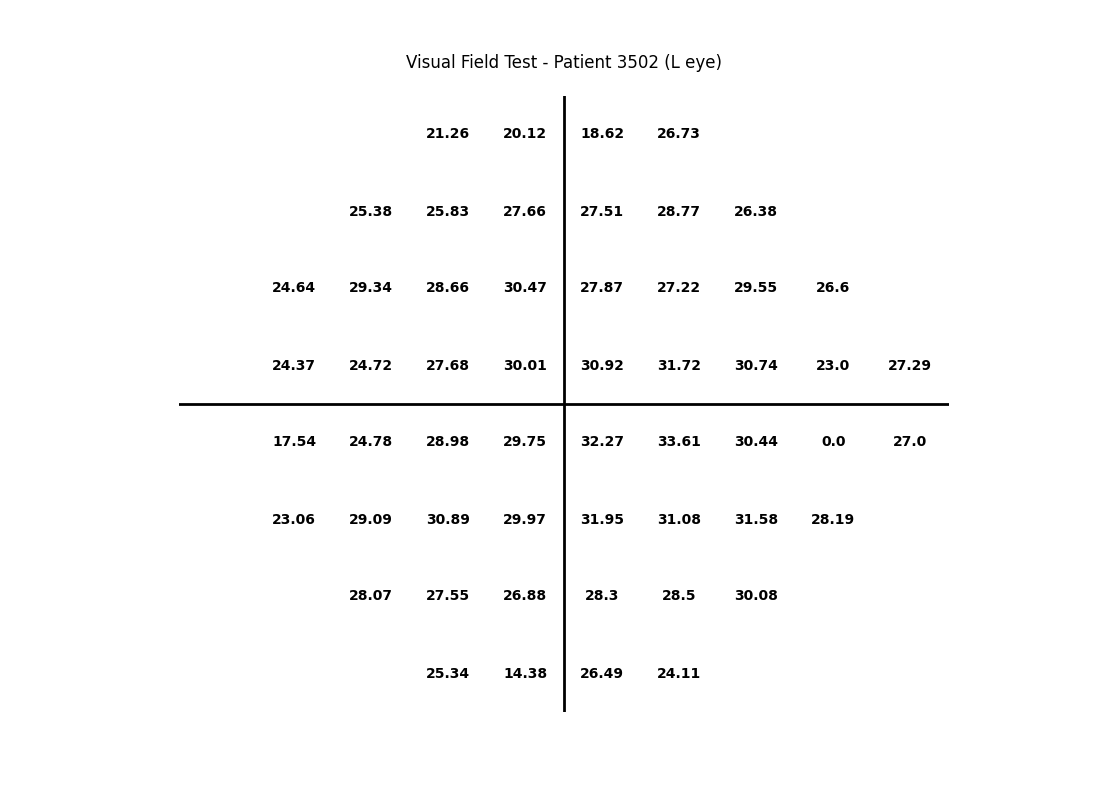 Visual Field Test - Patient 3502 (L eye)
21.26 20.12 18.62 26.73
25.38 25.83 27.66 27.51 28.77 26.38
24.64 29.34 28.66 30.47 27.87 27.22 29.55 26.6
24.37 24.72 27.68 30.01 30.92 31.72 30.74 23.0 27.29
17.54 24.78 28.98 29.75 32.27 33.61 30.44 0.0 27.0
23.06 29.09 30.89 29.97 31.95 31.08 31.58 28.19
28.07 27.55 26.88 28.3 28.5 30.08
25.34 14.38 26.49 24.11